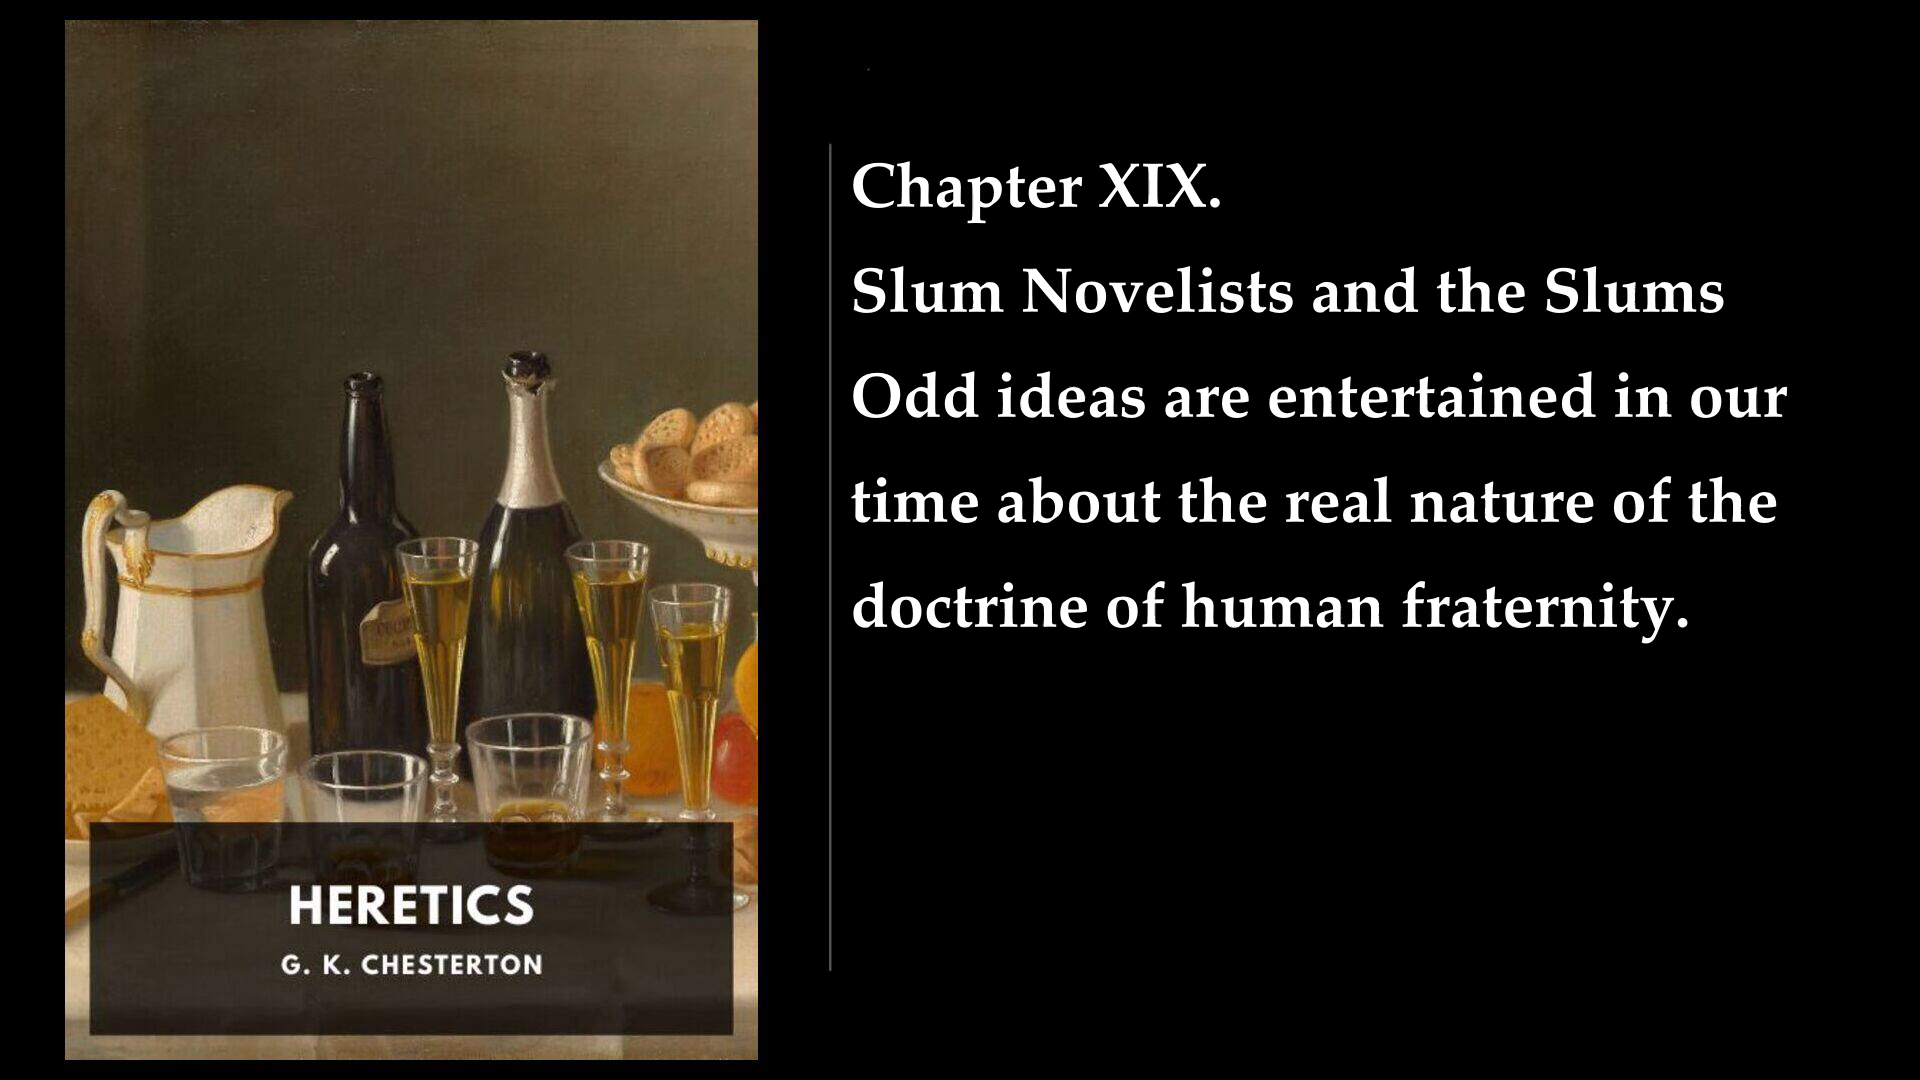 Chapter XIX.
Slum Novelists and the Slums
Odd ideas are entertained in our
time about the real nature of the
doctrine of human fraternity.
HERETICS
G. K. CHESTERTON